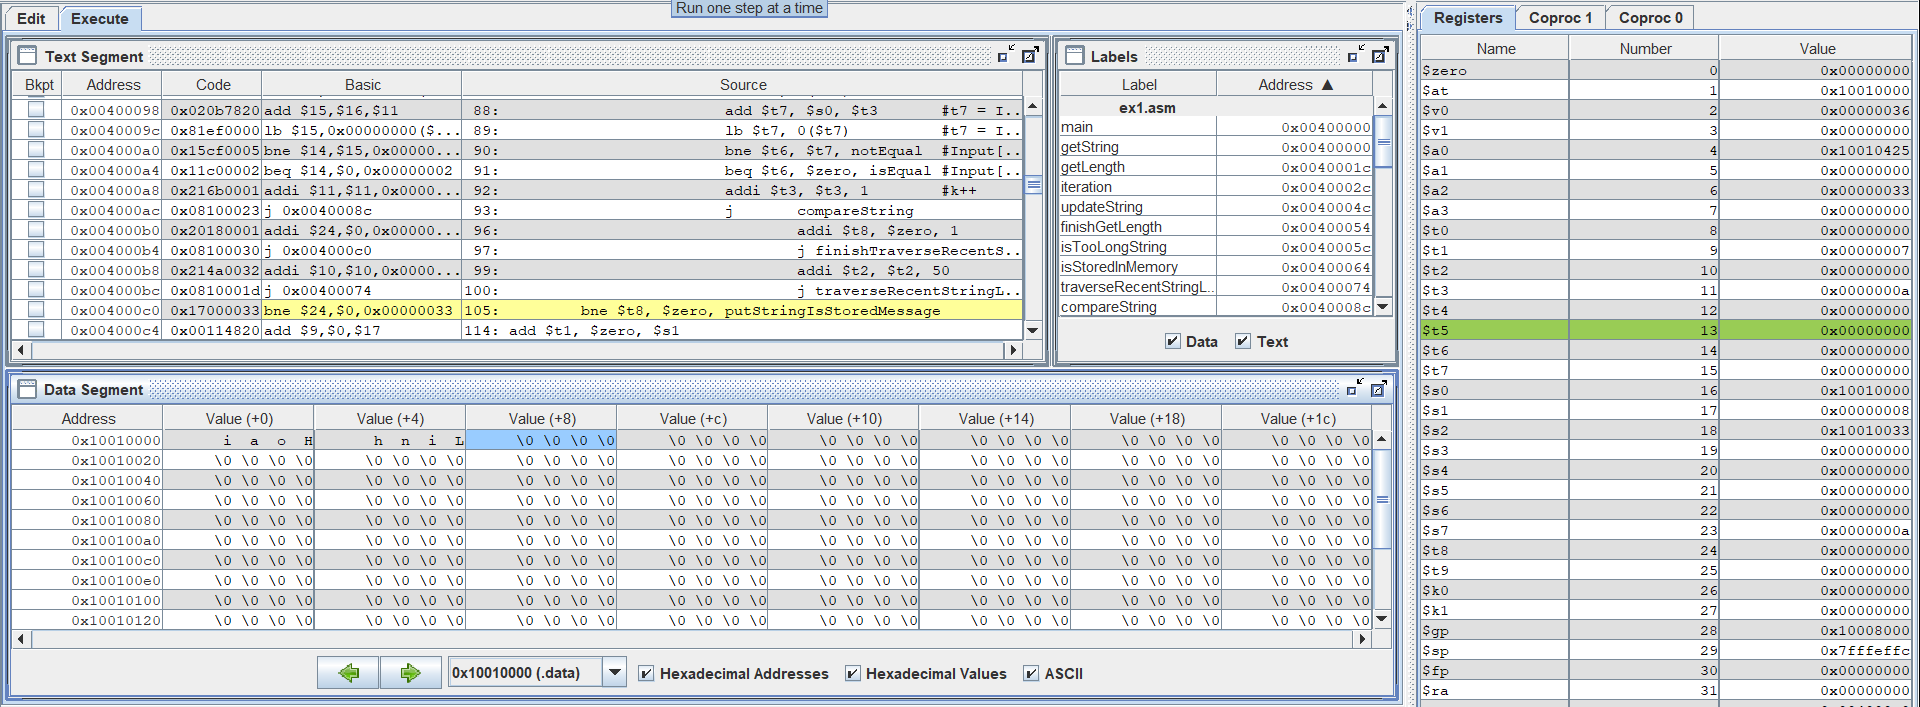 Run one step at a time
Edit Execute
Text Segment
Bkpt Address Code Basic Source
0x00400098 0x020b7820 add $15,$16,$11 88: add $t7, $s0, $t3 #t7 = I...
0x0040009c 0x81ef0000 lb $15,0x00000000($... 89: lb $t7, 0($t7) #t7 = I...
0x004000a0 0x15cf0005 bne $14,$15,0x00000... 90: bne $t6, $t7, notEqual #Input[...
0x004000a4 0x11c00002 beq $14,$0,0x00000002 91: beq $t6, $zero, isEqual #Input[...
0x004000a8 0x216b0001 addi $11,$11,0x0000... 92: addi $t3, $t3, 1 #k++
0x004000ac 0x08100023 j 0x0040008c 93: j compareString
0x004000b0 0x20180001 addi $24,$0,0x00000... 96: addi $t8, $zero, 1
0x004000b4 0x08100030 j 0x004000c0 97: j finishTraverseRecentS...
0x004000b8 0x214a0032 addi $10,$10,0x0000... 99: addi $t2, $t2, 50
0x004000bc 0x0810001d j 0x00400074 100: j traverseRecentStringL...
0x004000c0 0x17000033 bne $24,$0,0x00000033 105: bne $t8, $zero, putStringIsStoredMessage
0x004000c4 0x00114820 add $9,$0,$17 114: add $t1, $zero, $s1
Labels
Label Address ▲
ex1.asm
main 0x00400000
getString 0x00400000
getLength 0x0040001c
iteration 0x0040002c
updateString 0x0040004c
finishGetLength 0x00400054
isTooLongString 0x0040005c
isStoredInMemory 0x00400064
traverseRecentStringL... 0x00400074
compareString 0x0040008c
Data Text
Data Segment
Address Value (+0) Value (+4) Value (+8) Value (+c) Value (+10) Value (+14) Value (+18) Value (+1c)
0x10010000 i a o H h n i L \0 \0 \0 \0 \0 \0 \0 \0 \0 \0 \0 \0 \0 \0 \0 \0 \0 \0 \0 \0 \0 \0 \0 \0
0x10010020 \0 \0 \0 \0 \0 \0 \0 \0 \0 \0 \0 \0 \0 \0 \0 \0 \0 \0 \0 \0 \0 \0 \0 \0 \0 \0 \0 \0 \0 \0 \0 \0
0x10010040 \0 \0 \0 \0 \0 \0 \0 \0 \0 \0 \0 \0 \0 \0 \0 \0 \0 \0 \0 \0 \0 \0 \0 \0 \0 \0 \0 \0 \0 \0 \0 \0
0x10010060 \0 \0 \0 \0 \0 \0 \0 \0 \0 \0 \0 \0 \0 \0 \0 \0 \0 \0 \0 \0 \0 \0 \0 \0 \0 \0 \0 \0 \0 \0 \0 \0
0x10010080 \0 \0 \0 \0 \0 \0 \0 \0 \0 \0 \0 \0 \0 \0 \0 \0 \0 \0 \0 \0 \0 \0 \0 \0 \0 \0 \0 \0 \0 \0 \0 \0
0x100100a0 \0 \0 \0 \0 \0 \0 \0 \0 \0 \0 \0 \0 \0 \0 \0 \0 \0 \0 \0 \0 \0 \0 \0 \0 \0 \0 \0 \0 \0 \0 \0 \0
0x100100c0 \0 \0 \0 \0 \0 \0 \0 \0 \0 \0 \0 \0 \0 \0 \0 \0 \0 \0 \0 \0 \0 \0 \0 \0 \0 \0 \0 \0 \0 \0 \0 \0
0x100100e0 \0 \0 \0 \0 \0 \0 \0 \0 \0 \0 \0 \0 \0 \0 \0 \0 \0 \0 \0 \0 \0 \0 \0 \0 \0 \0 \0 \0 \0 \0 \0 \0
0x10010100 \0 \0 \0 \0 \0 \0 \0 \0 \0 \0 \0 \0 \0 \0 \0 \0 \0 \0 \0 \0 \0 \0 \0 \0 \0 \0 \0 \0 \0 \0 \0 \0
0x10010120 \0 \0 \0 \0 \0 \0 \0 \0 \0 \0 \0 \0 \0 \0 \0 \0 \0 \0 \0 \0 \0 \0 \0 \0 \0 \0 \0 \0 \0 \0 \0 \0
0x10010000 (.data) Hexadecimal Addresses Hexadecimal Values ASCII
Registers Coproc 1 Coproc 0
Name Number Value
$zero 0 0x00000000
$at 1 0x10010000
$v0 2 0x00000036
$v1 3 0x00000000
$a0 4 0x10010425
$a1 5 0x00000000
$a2 6 0x00000033
$a3 7 0x00000000
$t0 8 0x00000000
$t1 9 0x00000007
$t2 10 0x00000000
$t3 11 0x0000000a
$t4 12 0x00000000
$t5 13 0x00000000
$t6 14 0x00000000
$t7 15 0x00000000
$s0 16 0x10010000
$s1 17 0x00000008
$s2 18 0x10010033
$s3 19 0x00000000
$s4 20 0x00000000
$s5 21 0x00000000
$s6 22 0x00000000
$s7 23 0x0000000a
$t8 24 0x00000000
$t9 25 0x00000000
$k0 26 0x00000000
$k1 27 0x00000000
$gp 28 0x10008000
$sp 29 0x7fffeffc
$fp 30 0x00000000
$ra 31 0x00000000